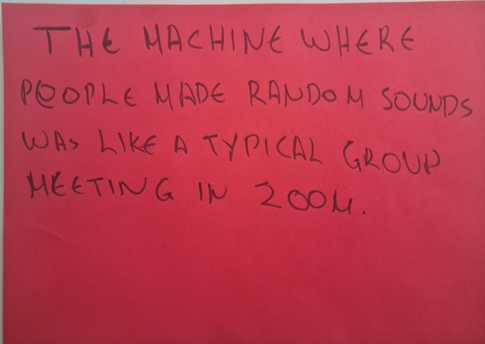 THE MACHINE WHERE
PEOPLE MADE RANDOM SOUNDS
WAS LIKE A TYPICAL GROUP
MEETING IN ZOOM.